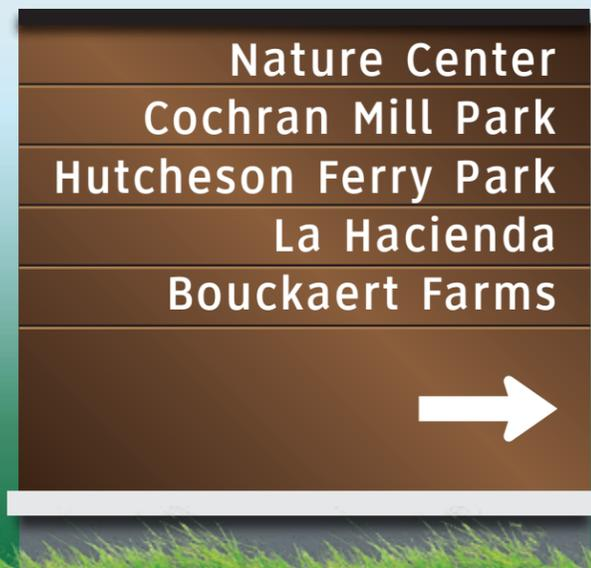 Nature Center
Cochran Mill Park
Hutcheson Ferry Park
La Hacienda
Bouckaert Farms